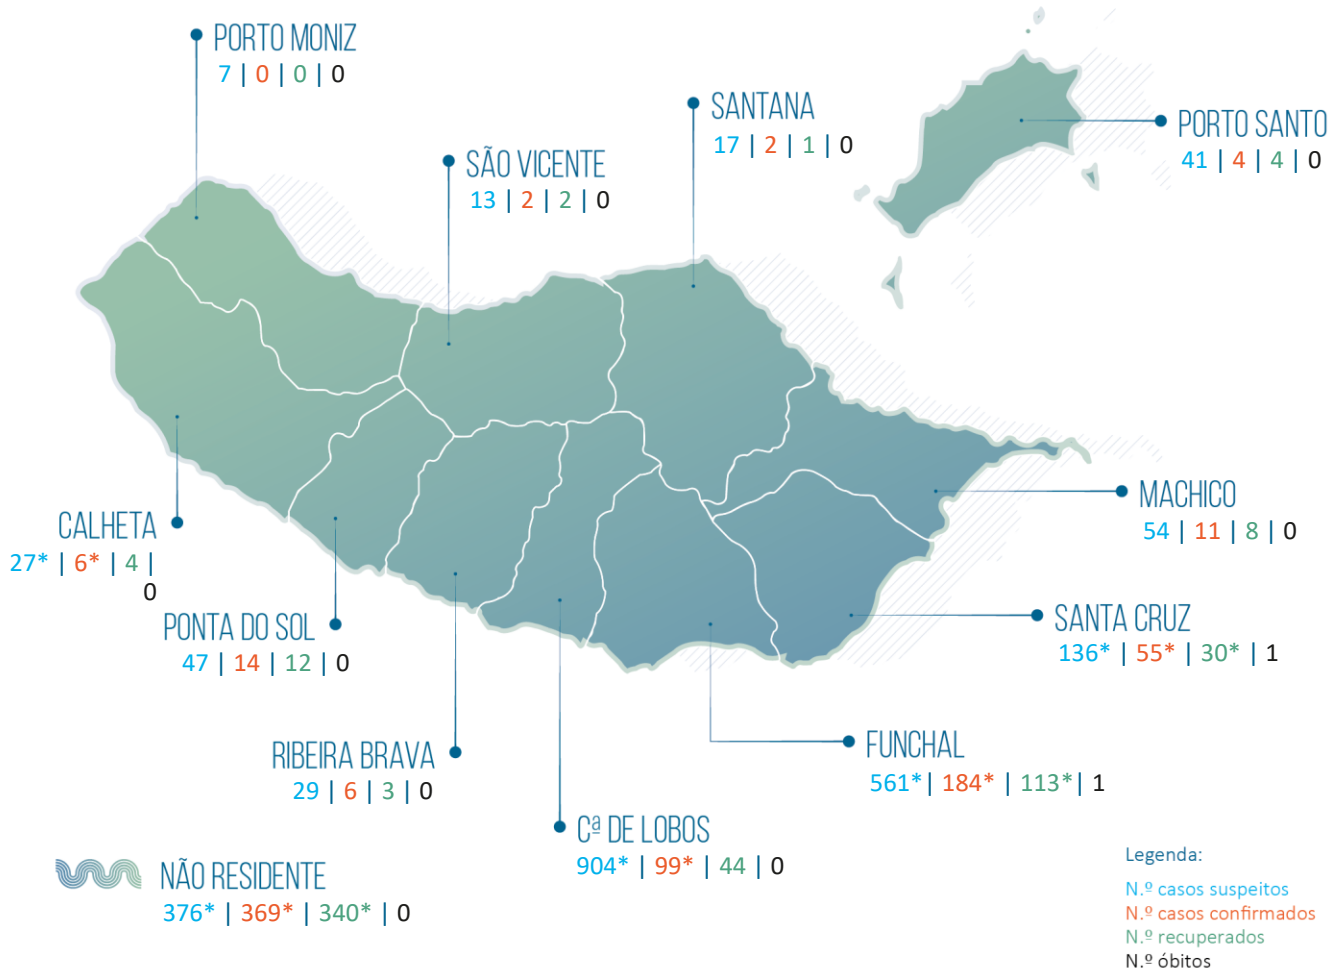 PORTO MONIZ
7 | 0 | 0 | 0
SANTANA
17 | 2 | 1 | 0
PORTO SANTO
41 | 4 | 4 | 0
SÃO VICENTE
13 | 2 | 2 | 0
MACHICO
54 | 11 | 8 | 0
CALHETA
27* | 6* | 4 |
0
PONTA DO SOL
47 | 14 | 12 | 0
SANTA CRUZ
136* | 55* | 30* | 1
RIBEIRA BRAVA
29 | 6 | 3 | 0
FUNCHAL
561* | 184* | 113* | 1
Cª DE LOBOS
904* | 99* | 44 | 0
NÃO RESIDENTE
376* | 369* | 340* | 0
Legenda:
N.º casos suspeitos
N.º casos confirmados
N.º recuperados
N.º óbitos